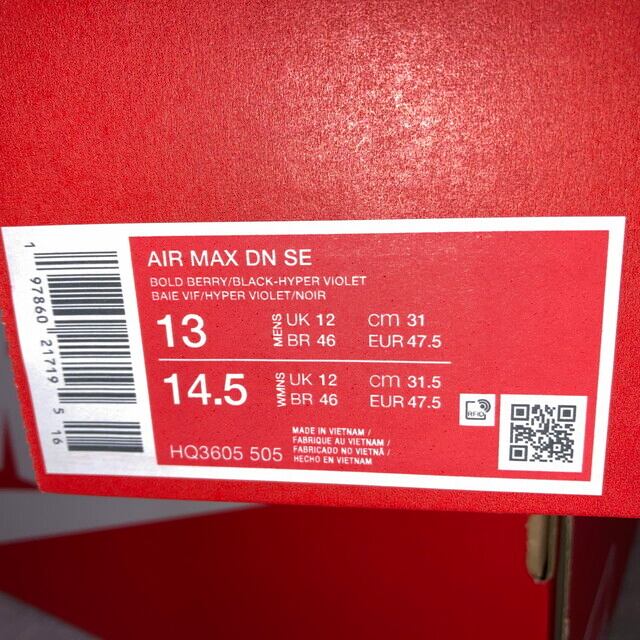 AIR MAX DN SE
BOLD BERRY/BLACK-HYPER VIOLET
BAIE VIF/HYPER VIOLET/NOIR
13 MENS UK 12 cm 31
BR 46 EUR 47.5
14.5 WMNS UK 12 cm 31.5
BR 46 EUR 47.5
HQ3605 505
MADE IN VIETNAM /
FABRIQUE AU VIETNAM /
FABRICADO NO VIETNÃ /
HECHO EN VIETNAM
RFID
1 97860 21719 5 16